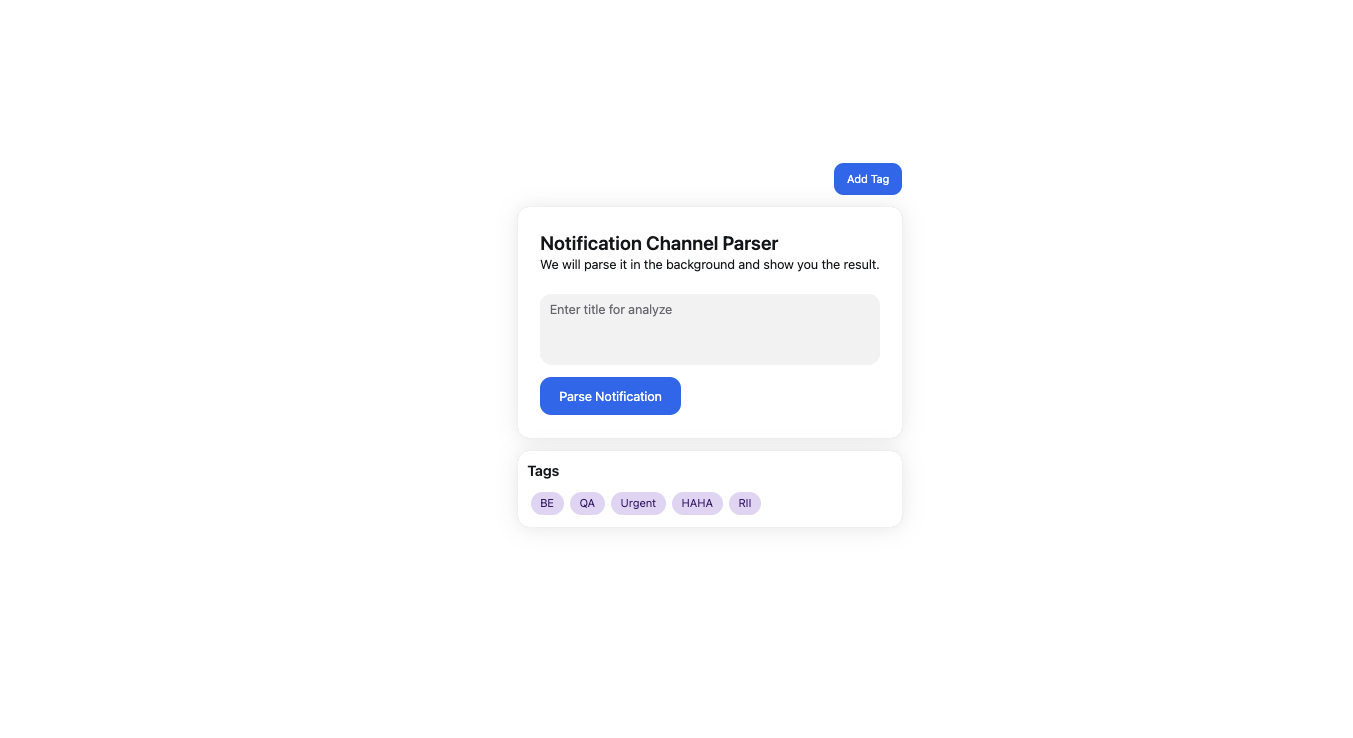 Add Tag
Notification Channel Parser
We will parse it in the background and show you the result.
Enter title for analyze
Parse Notification
Tags
BE QA Urgent HAHA RII